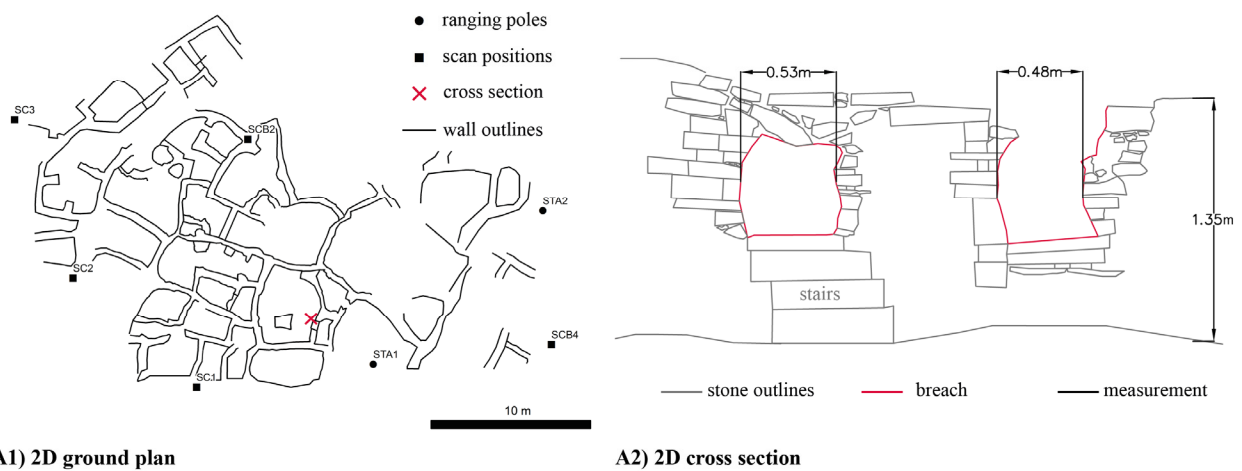 ranging poles
scan positions
cross section
wall outlines
SC3
SCB2
STA2
SC2
SCB4
STA1
SC1
10 m
A1) 2D ground plan
0.53m
0.48m
1.35m
stairs
stone outlines
breach
measurement
A2) 2D cross section